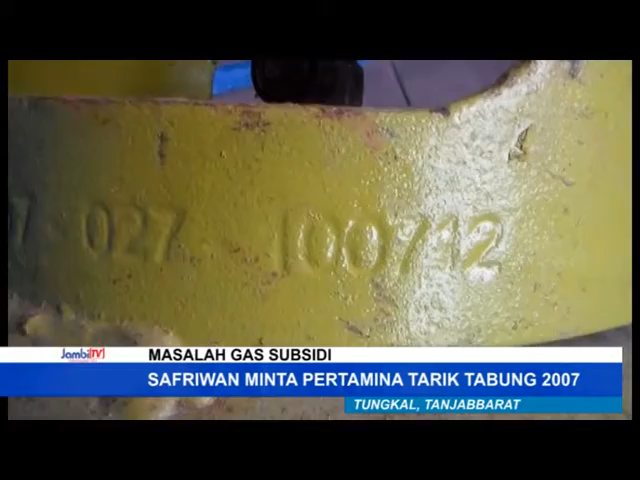 027 100712
JambiTV
MASALAH GAS SUBSIDI
SAFRIWAN MINTA PERTAMINA TARIK TABUNG 2007
TUNGKAL, TANJABBARAT